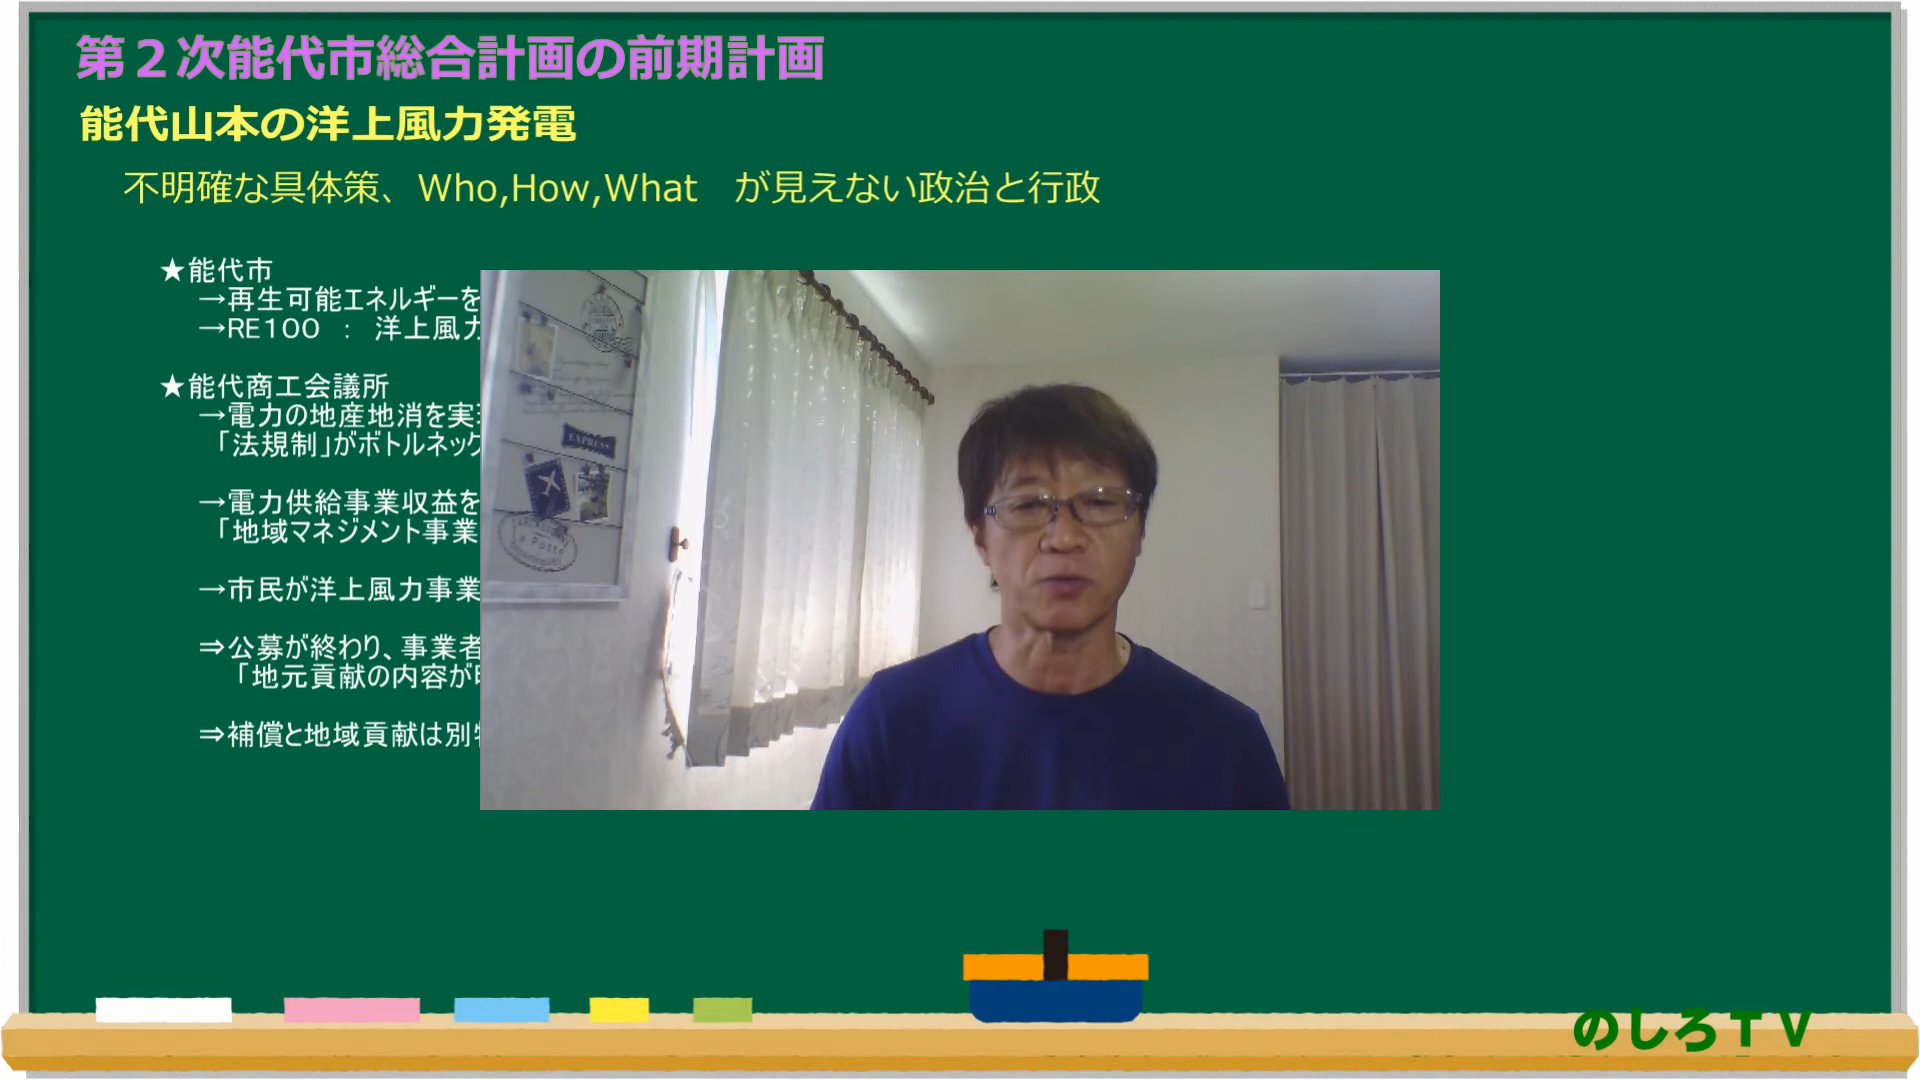 第２次能代市総合計画の前期計画
能代山本の洋上風力発電
不明確な具体策、Who,How,What　が見えない政治と行政
★能代市
→再生可能エネルギーを
→RE100　：　洋上風力
★能代商工会議所
→電力の地産地消を実
「法規制」がボトルネック
→電力供給事業収益を
「地域マネジメント事業
→市民が洋上風力事業
⇒公募が終わり、事業者
「地元貢献の内容が
⇒補償と地域貢献は別
EXPRESS
のしろＴＶ